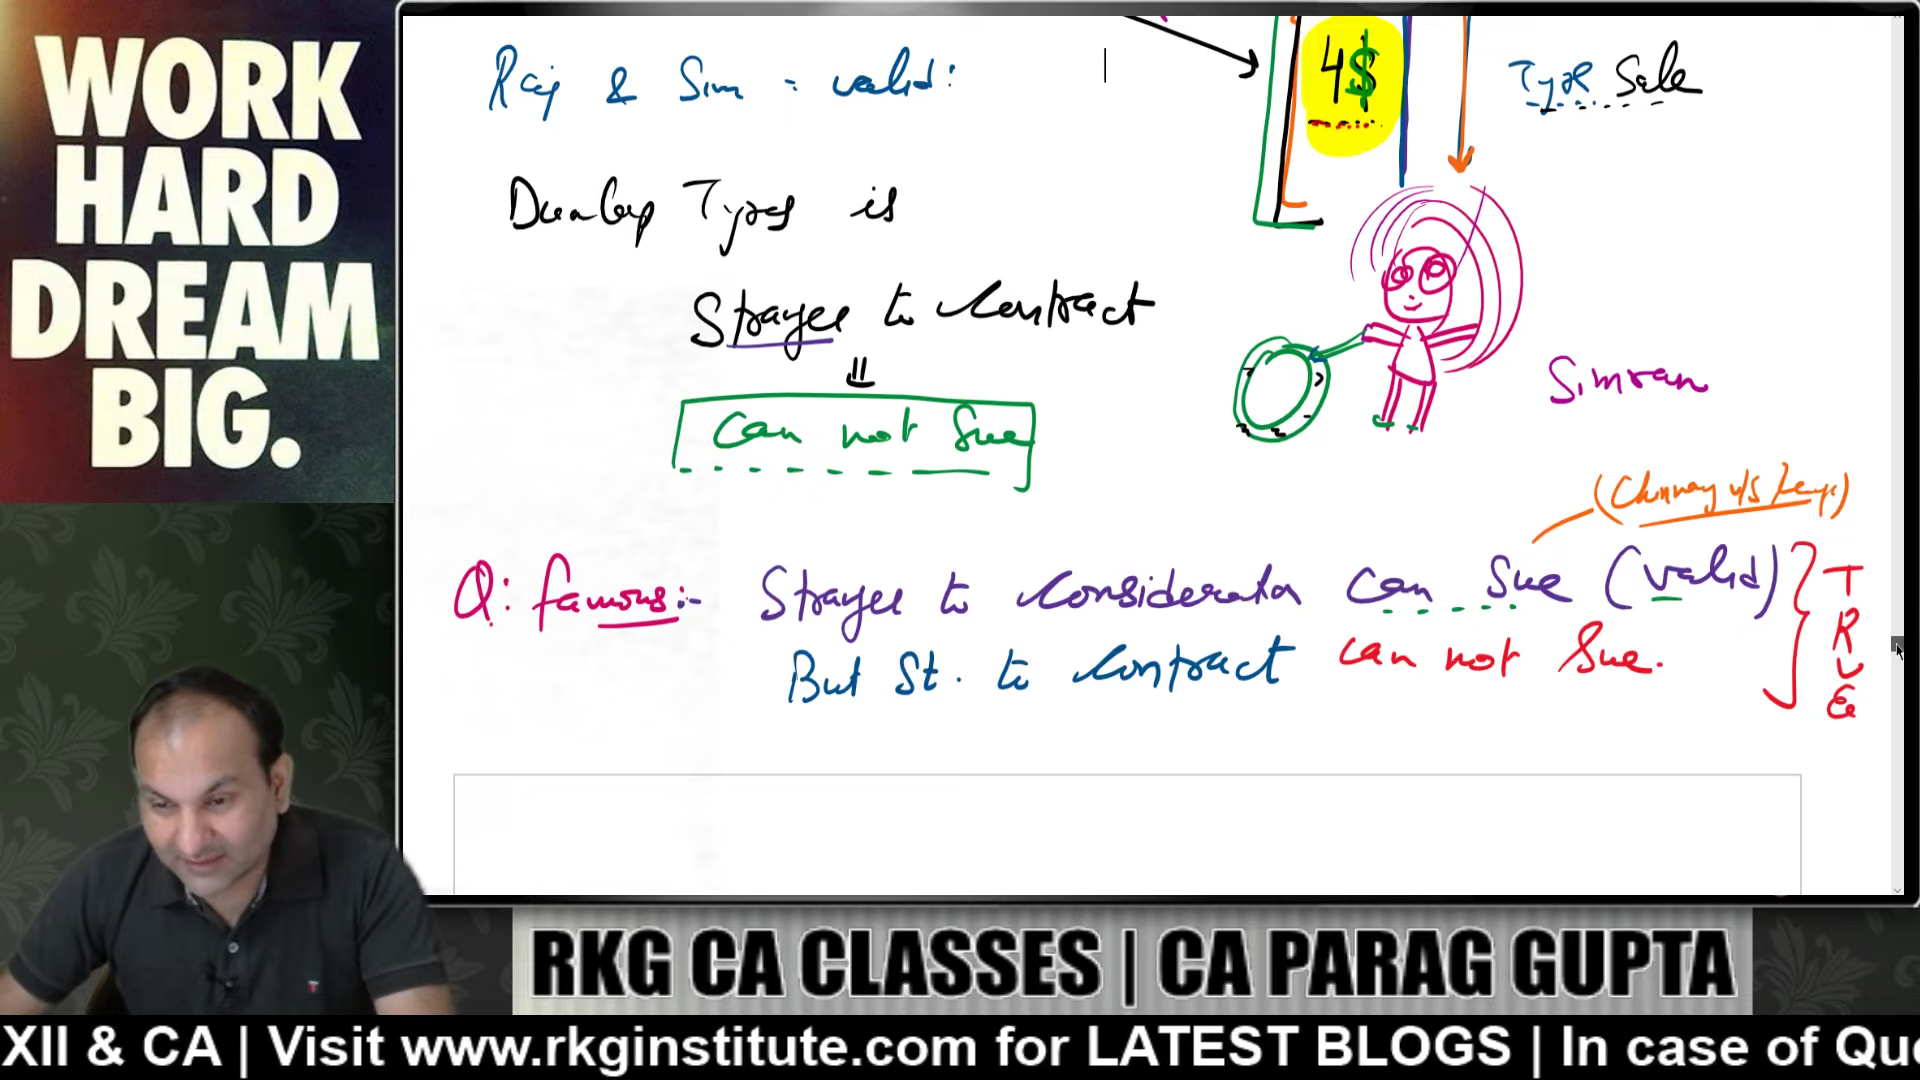 WORK
HARD
DREAM
BIG.
Raj & Sim = valid:
4$
Tyre Sale
Dunlop Tyres is
Stranger to Contract
can not Sue
Simran
v/s
Q: famous:- Stranger to Consideration can Sue (valid)
But St. to Contract can not Sue.
TRUE
RKG CA CLASSES | CA PARAG GUPTA
XII & CA | Visit www.rkginstitute.com for LATEST BLOGS | In case of Qu